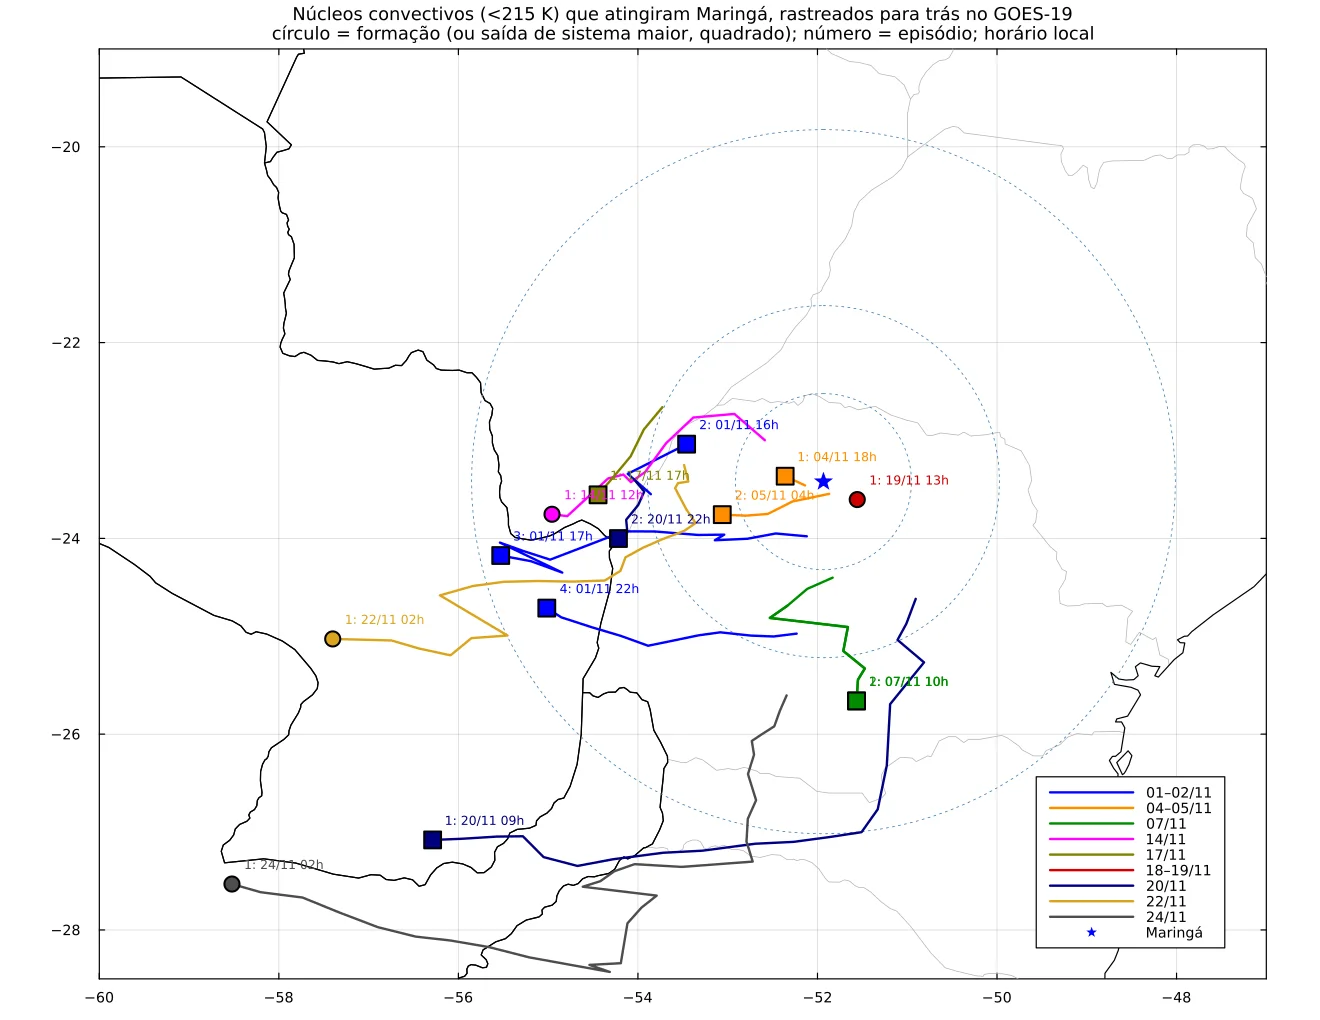 Núcleos convectivos (<215 K) que atingiram Maringá, rastreados para trás no GOES-19
círculo = formação (ou saída de sistema maior, quadrado); número = episódio; horário local
−20
−22
−24
−26
−28
2: 01/11 16h
1: 04/11 18h
17h
1: 19/11 13h
12h
2: 05/11 04h
2: 20/11 22h
3: 01/11 17h
4: 01/11 22h
1: 22/11 02h
07/11 10h
1: 20/11 09h
1: 24/11 02h
01–02/11
04–05/11
07/11
14/11
17/11
18–19/11
20/11
22/11
24/11
Maringá
−60
−58
−56
−54
−52
−50
−48